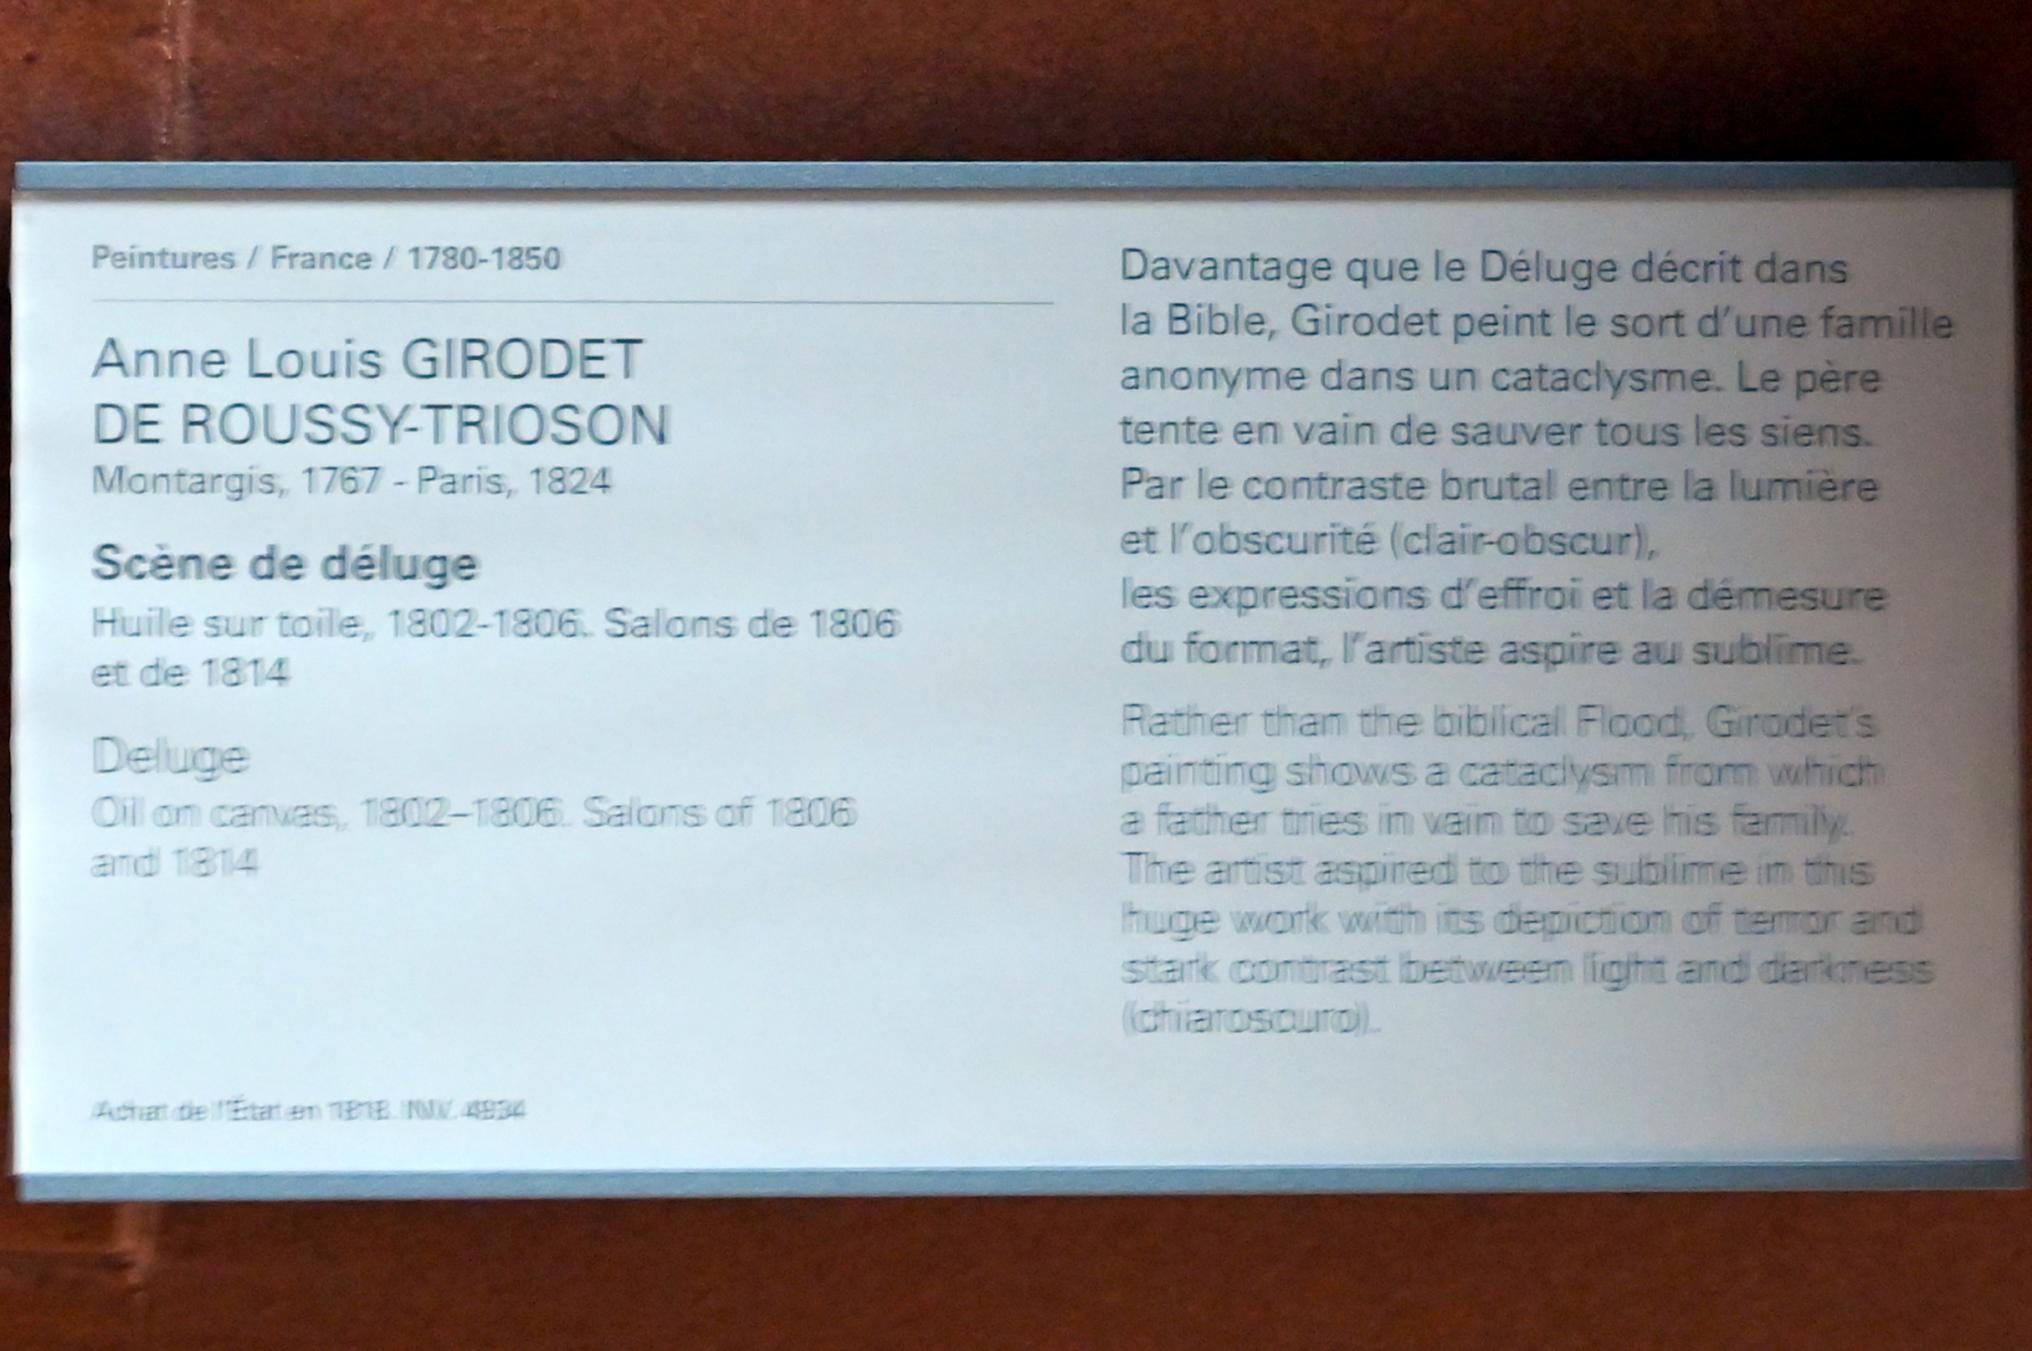 Peintures / France / 1780-1850
Anne Louis GIRODET
DE ROUSSY-TRIOSON
Montargis, 1767 - Paris, 1824
Scène de déluge
Huile sur toile, 1802-1806. Salons de 1806
et de 1814
Deluge
Oil on canvas, 1802–1806. Salons of 1806
and 1814
Achat de l'État en 1818. INV. 4934
Davantage que le Déluge décrit dans
la Bible, Girodet peint le sort d'une famille
anonyme dans un cataclysme. Le père
tente en vain de sauver tous les siens.
Par le contraste brutal entre la lumière
et l'obscurité (clair-obscur),
les expressions d'effroi et la démesure
du format, l'artiste aspire au sublime.
Rather than the biblical Flood, Girodet's
painting shows a cataclysm from which
a father tries in vain to save his family.
The artist aspired to the sublime in this
huge work with its depiction of terror and
stark contrast between light and darkness
(chiaroscuro).